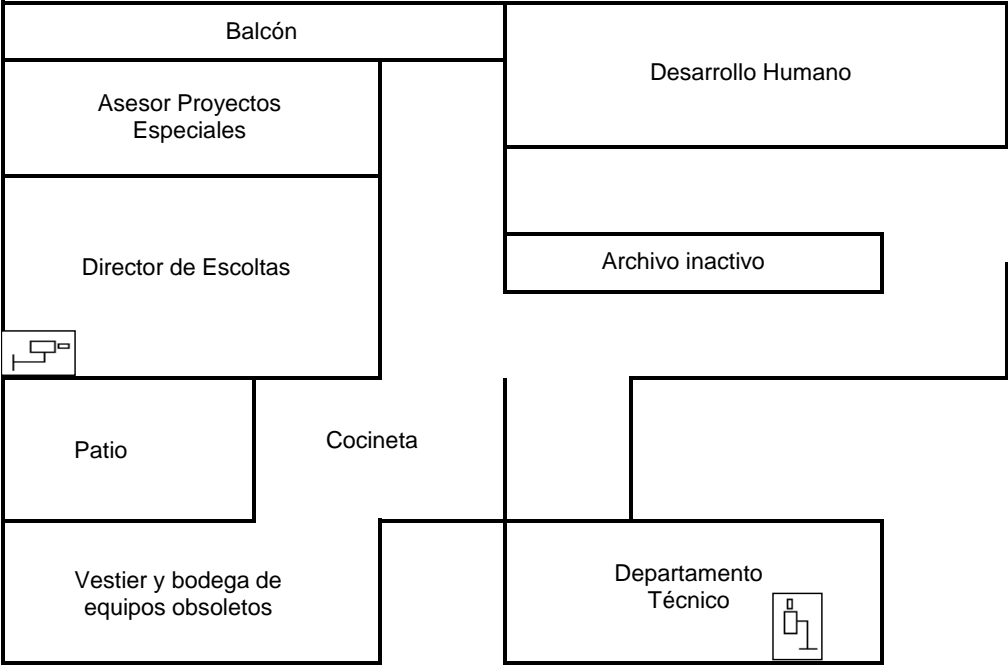 Balcón
Desarrollo Humano
Asesor Proyectos
Especiales
Director de Escoltas
Archivo inactivo
Patio
Cocineta
Vestier y bodega de
equipos obsoletos
Departamento
Técnico